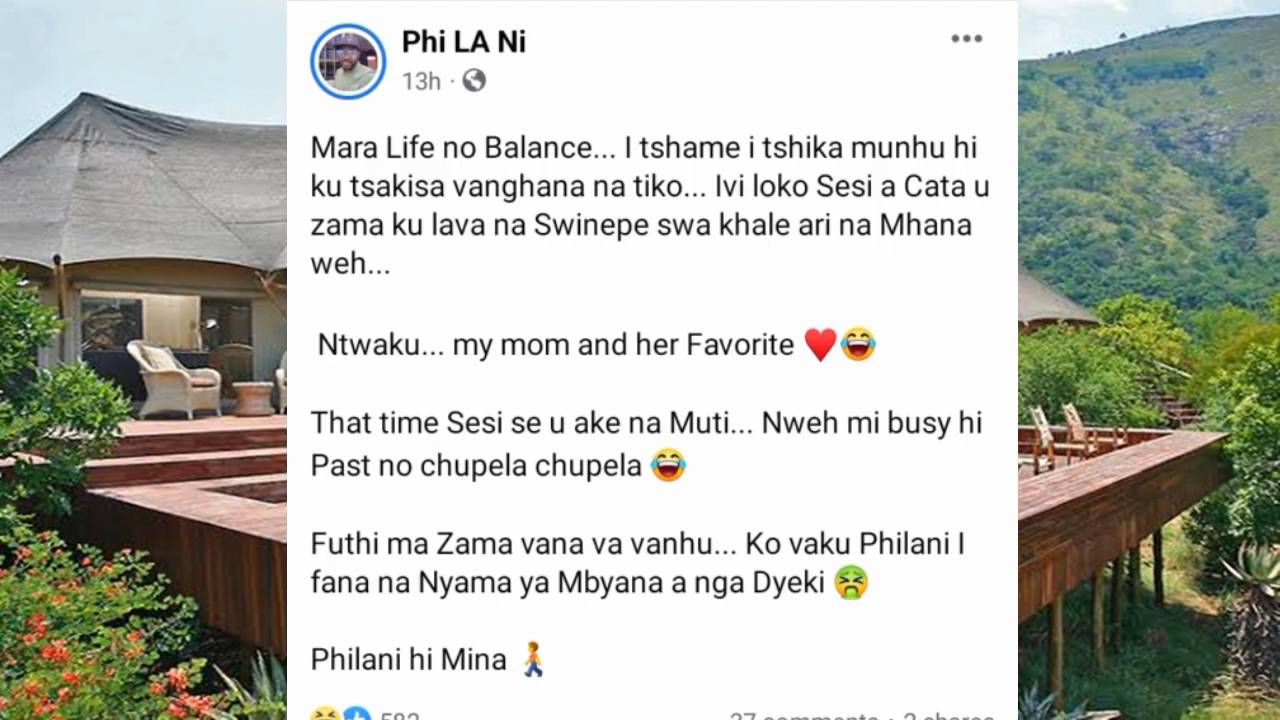 Phi LA Ni
13h
Mara Life no Balance... I tshame i tshika munhu hi
ku tsakisa vanghana na tiko... Ivi loko Sesi a Cata u
zama ku lava na Swinepe swa khale ari na Mhana
weh...
Ntwaku... my mom and her Favorite ♥😂
That time Sesi se u ake na Muti... Nweh mi busy hi
Past no chupela chupela 😂
Futhi ma Zama vana va vanhu... Ko vaku Philani I
fana na Nyama ya Mbyana a nga Dyeki 🤮
Philani hi Mina 🚶